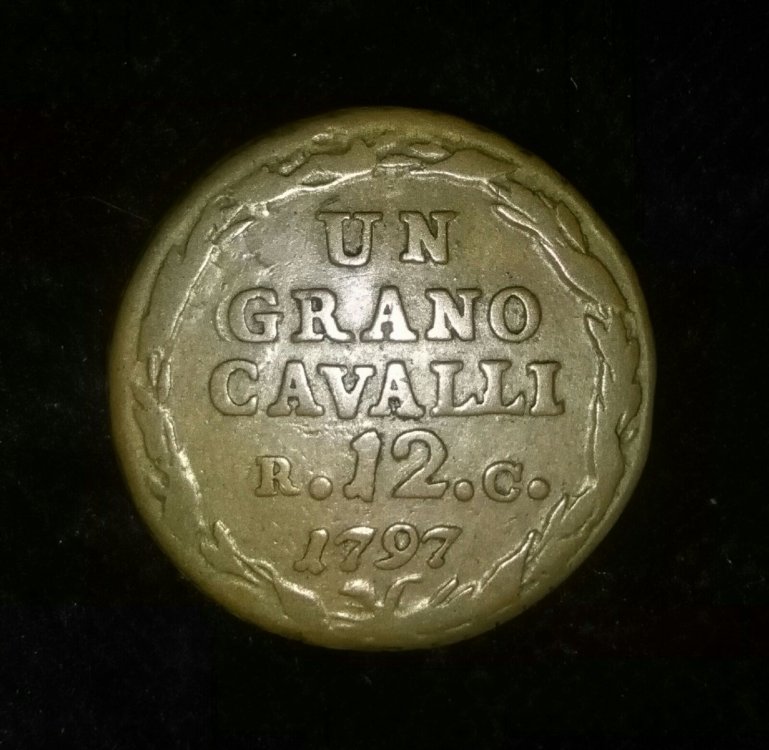 UN
GRANO
CAVALLI
R.12.C.
1797